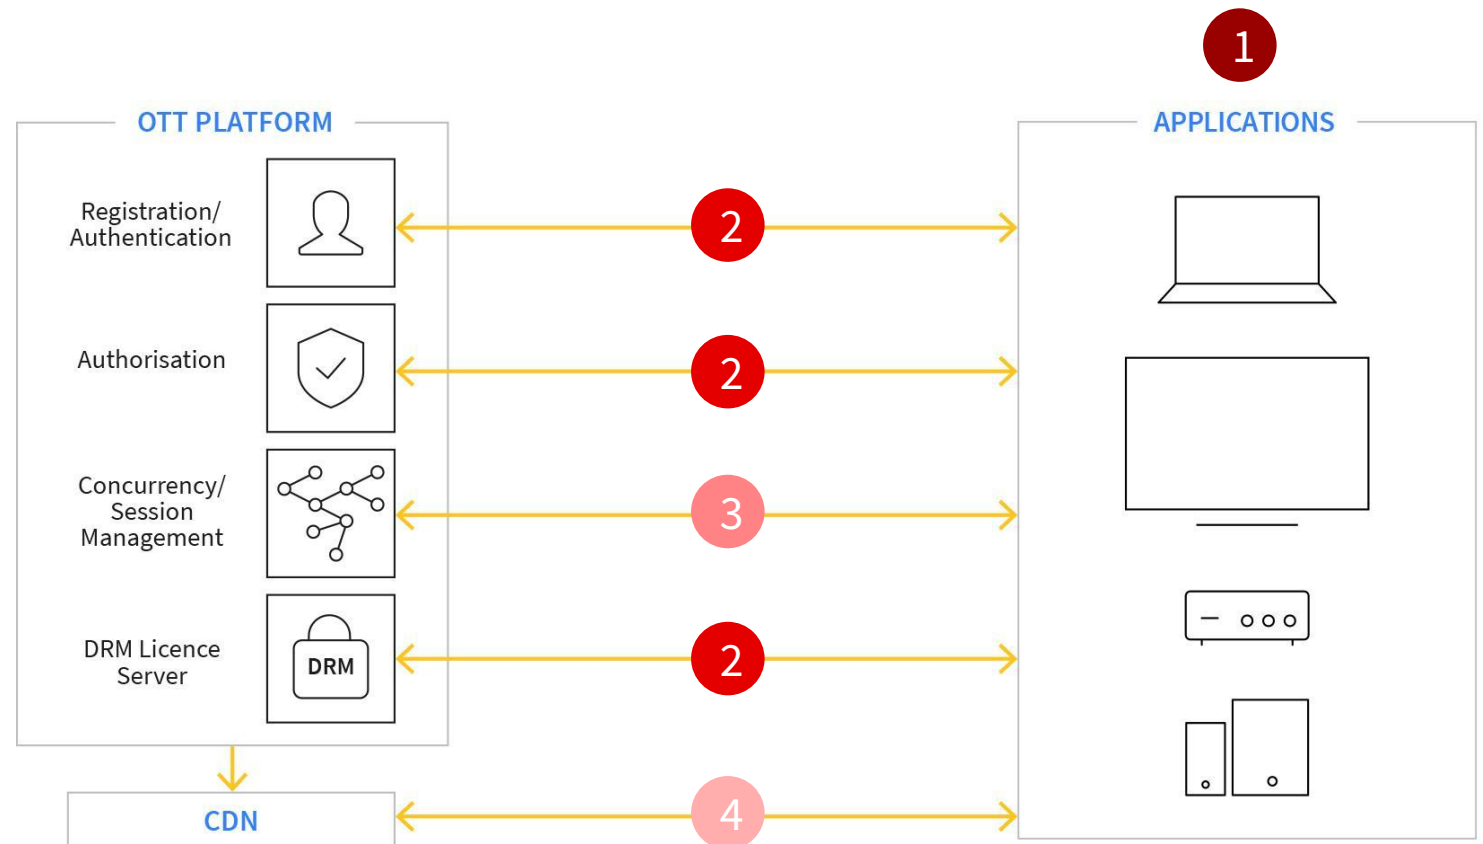 1
OTT PLATFORM
APPLICATIONS
Registration/
Authentication
2
Authorisation
2
Concurrency/
Session
Management
3
DRM Licence
Server
DRM
2
CDN
4